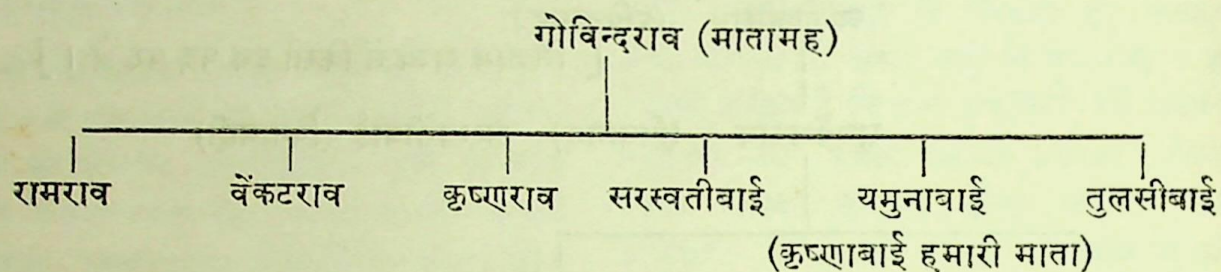 गोविन्दराव (मातामह)
रामराव वेंकटराव कृष्णराव सरस्वतीबाई यमुनाबाई तुलसीबाई
(कृष्णाबाई हमारी माता)